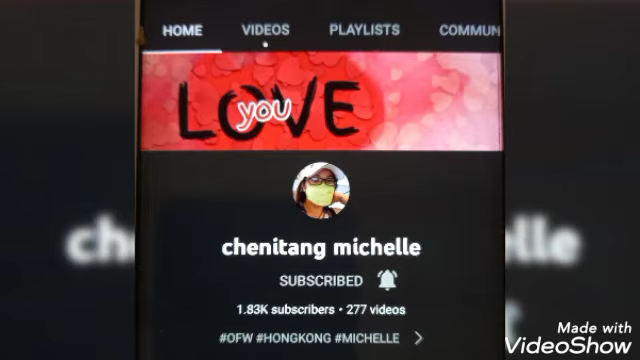 HOME VIDEOS PLAYLISTS COMMUN
LOVE
you
chenitang michelle
SUBSCRIBED
1.83K subscribers • 277 videos
#OFW #HONGKONG #MICHELLE
Made with
VideoShow